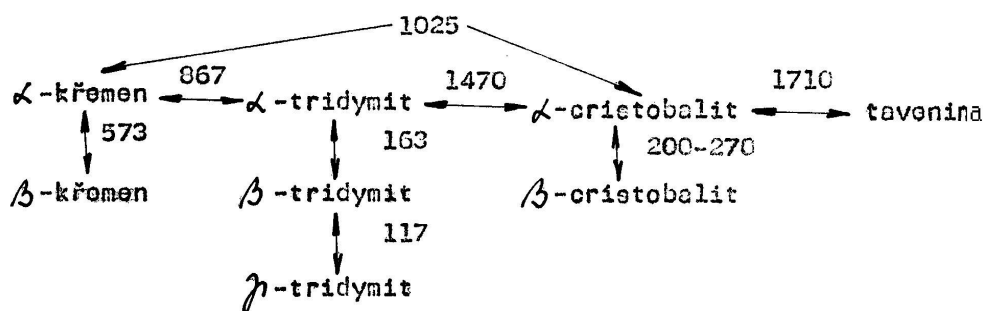 1025
867 1470 1710
α-křemen α-tridymit α-cristobalit tavenina
573 163 200-270
β-křemen β-tridymit β-cristobalit
117
γ-tridymit